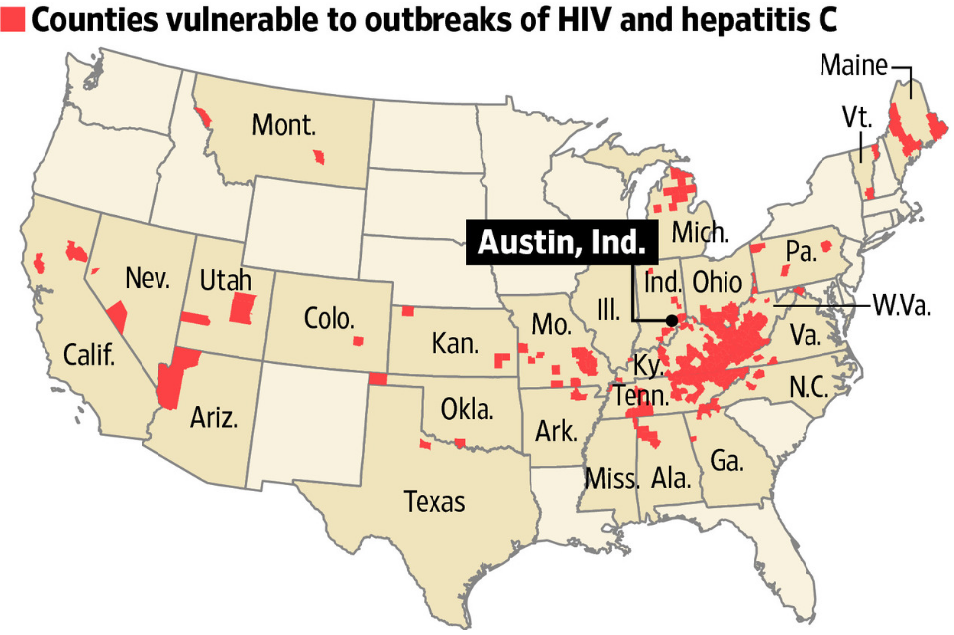 Counties vulnerable to outbreaks of HIV and hepatitis C
Maine
Vt.
Mont.
Mich.
Austin, Ind.
Pa.
Nev.
Utah
Ind.
Ohio
Ill.
W.Va.
Colo.
Mo.
Kan.
Va.
Calif.
Ky.
N.C.
Tenn.
Okla.
Ariz.
Ark.
Ga.
Miss.
Ala.
Texas